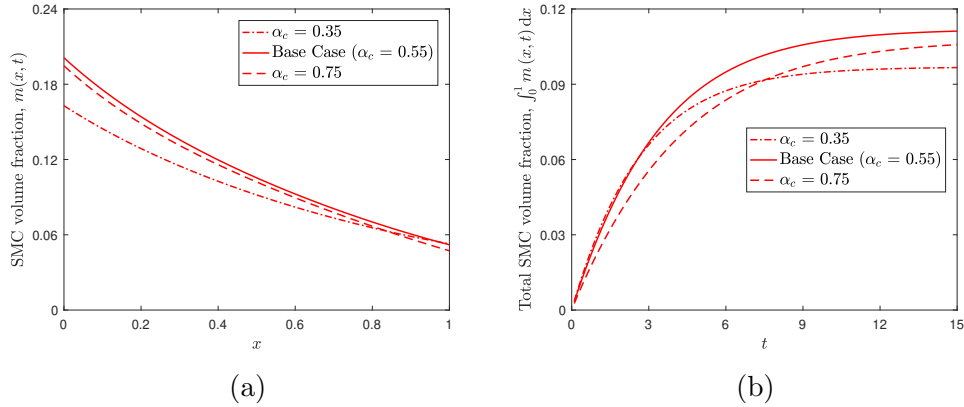 0.24
0.18
0.12
0.06
0
SMC volume fraction, m(x, t)
α_c = 0.35
Base Case (α_c = 0.55)
α_c = 0.75
0 0.2 0.4 0.6 0.8 1
x
(a)
0.12
0.09
0.06
0.03
0
Total SMC volume fraction, ∫₀¹ m (x, t) dx
α_c = 0.35
Base Case (α_c = 0.55)
α_c = 0.75
0 3 6 9 12 15
t
(b)